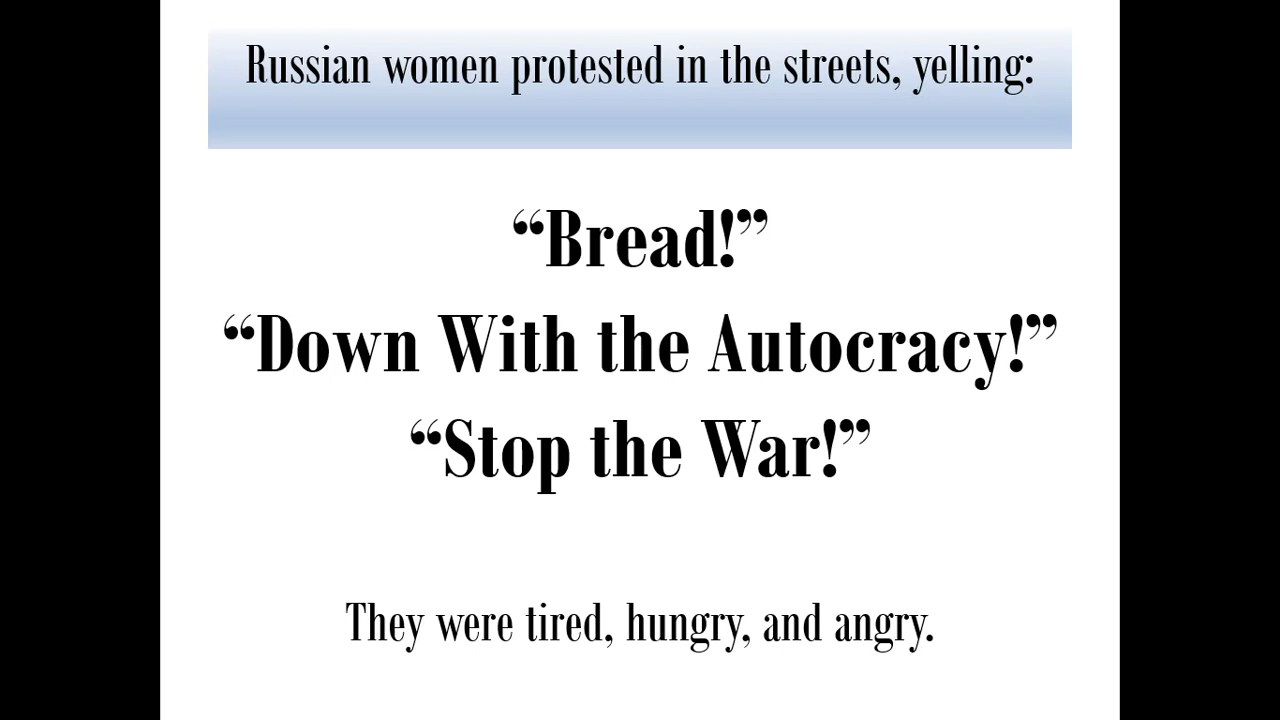 Russian women protested in the streets, yelling:
“Bread!”
“Down With the Autocracy!”
“Stop the War!”
They were tired, hungry, and angry.